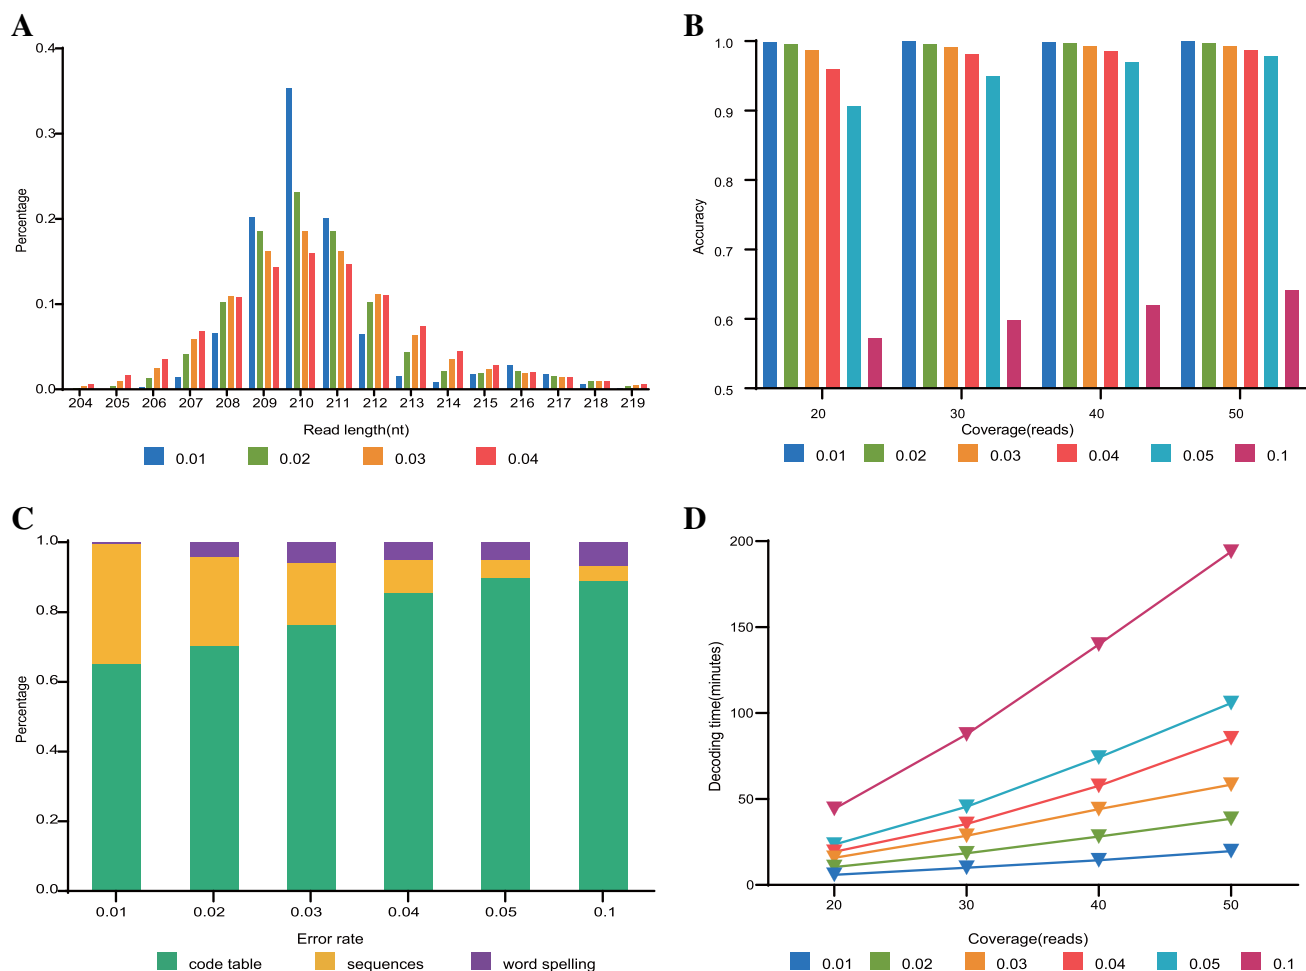 A
0.4
0.3
0.2
0.1
0.0
Percentage
204 205 206 207 208 209 210 211 212 213 214 215 216 217 218 219
Read length(nt)
0.01 0.02 0.03 0.04
B
1.0
0.9
0.8
0.7
0.6
0.5
Accuracy
20 30 40 50
Coverage(reads)
0.01 0.02 0.03 0.04 0.05 0.1
C
1.0
0.8
0.6
0.4
0.2
0.0
Percentage
0.01 0.02 0.03 0.04 0.05 0.1
Error rate
code table sequences word spelling
D
200
150
100
50
0
Decoding time(minutes)
20 30 40 50
Coverage(reads)
0.01 0.02 0.03 0.04 0.05 0.1